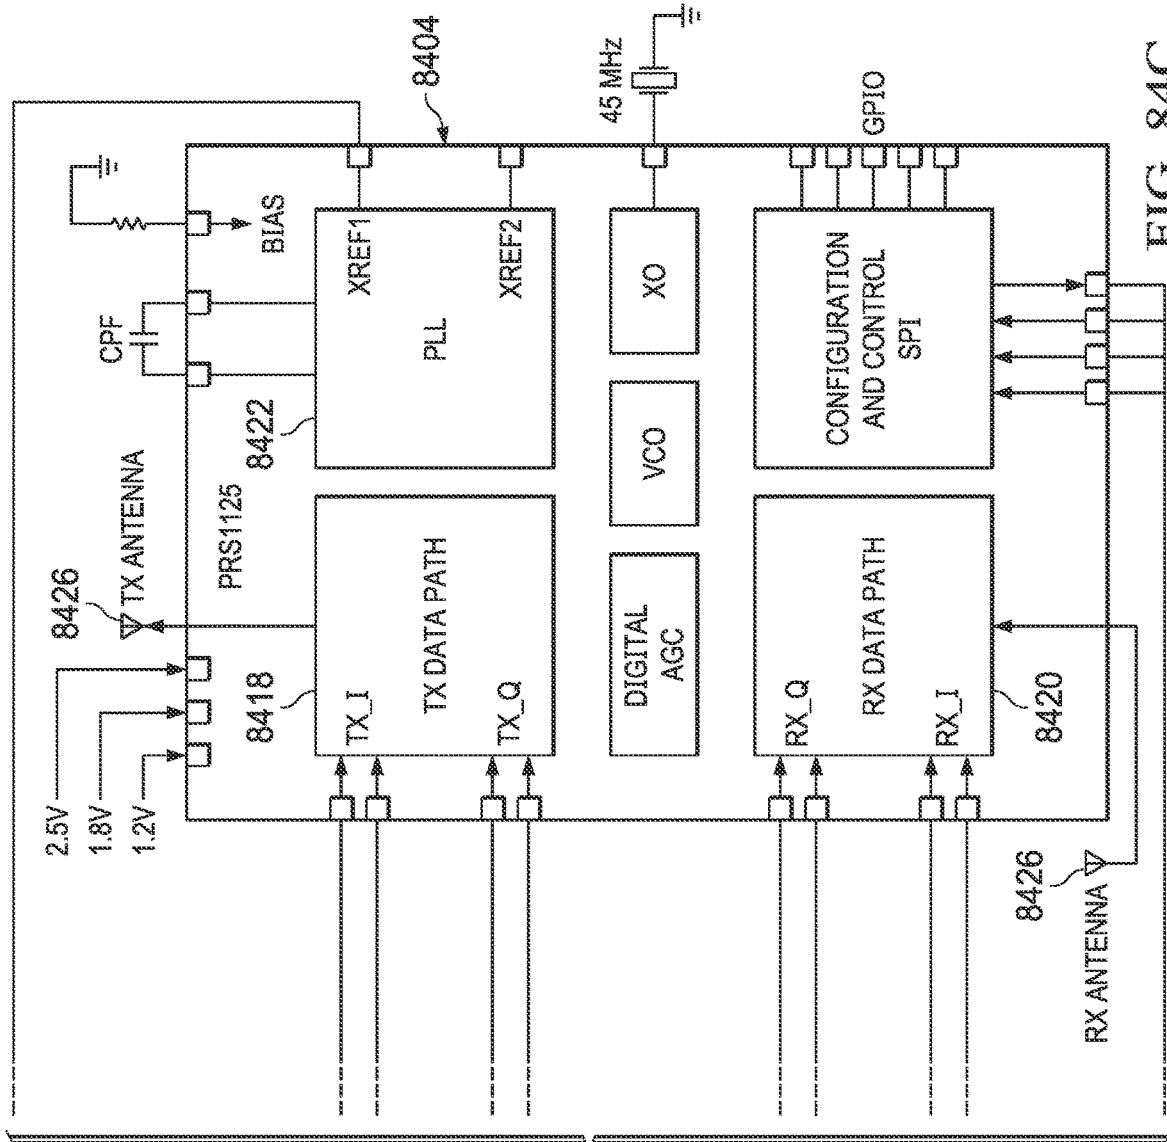 2.5V
1.8V
1.2V
8426
TX ANTENNA
CPF
BIAS
8404
PRS1125
8418
8422
TX_I
TX DATA PATH
TX_Q
XREF1
PLL
XREF2
DIGITAL
AGC
VCO
XO
45 MHz
RX_Q
RX DATA PATH
RX_I
8420
CONFIGURATION
AND CONTROL
SPI
GPIO
8426
RX ANTENNA
FIG. 84C